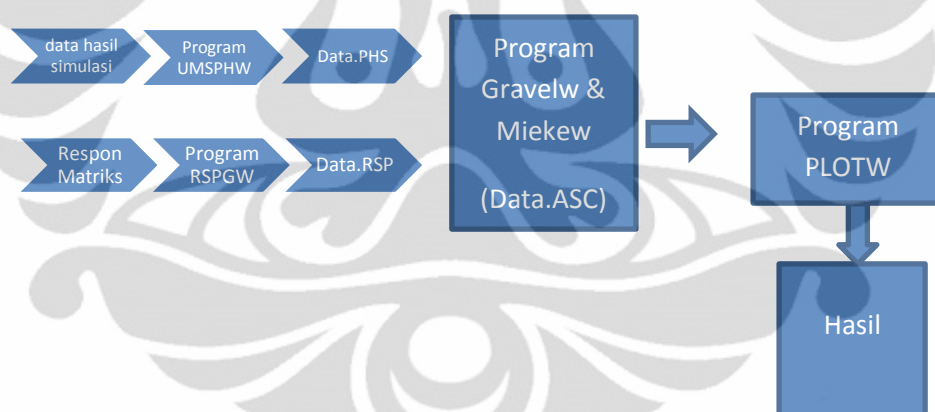 data hasil
simulasi
Program
UMSPHW
Data.PHS
Respon
Matriks
Program
RSPGW
Data.RSP
Program
Gravelw &
Miekew
(Data.ASC)
Program
PLOTW
Hasil